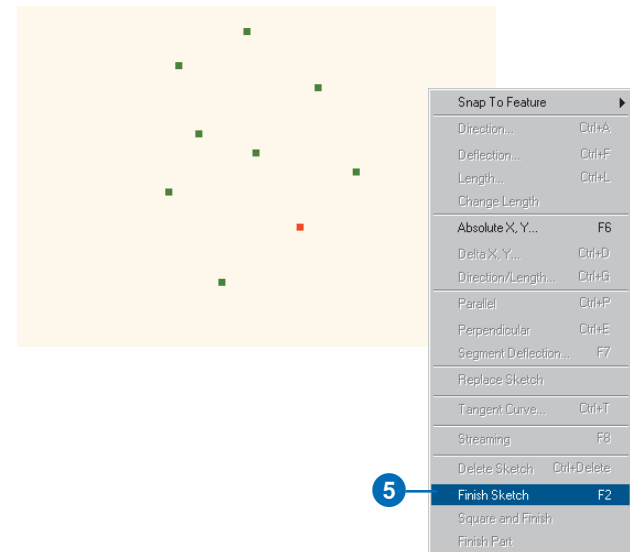 Snap To Feature
Direction... Ctrl+A
Deflection... Ctrl+F
Length... Ctrl+L
Change Length
Absolute X, Y... F6
Delta X, Y... Ctrl+D
Direction/Length... Ctrl+G
Parallel Ctrl+P
Perpendicular Ctrl+E
Segment Deflection... F7
Replace Sketch
Tangent Curve... Ctrl+T
Streaming F8
Delete Sketch Ctrl+Delete
5 Finish Sketch F2
Square and Finish
Finish Part